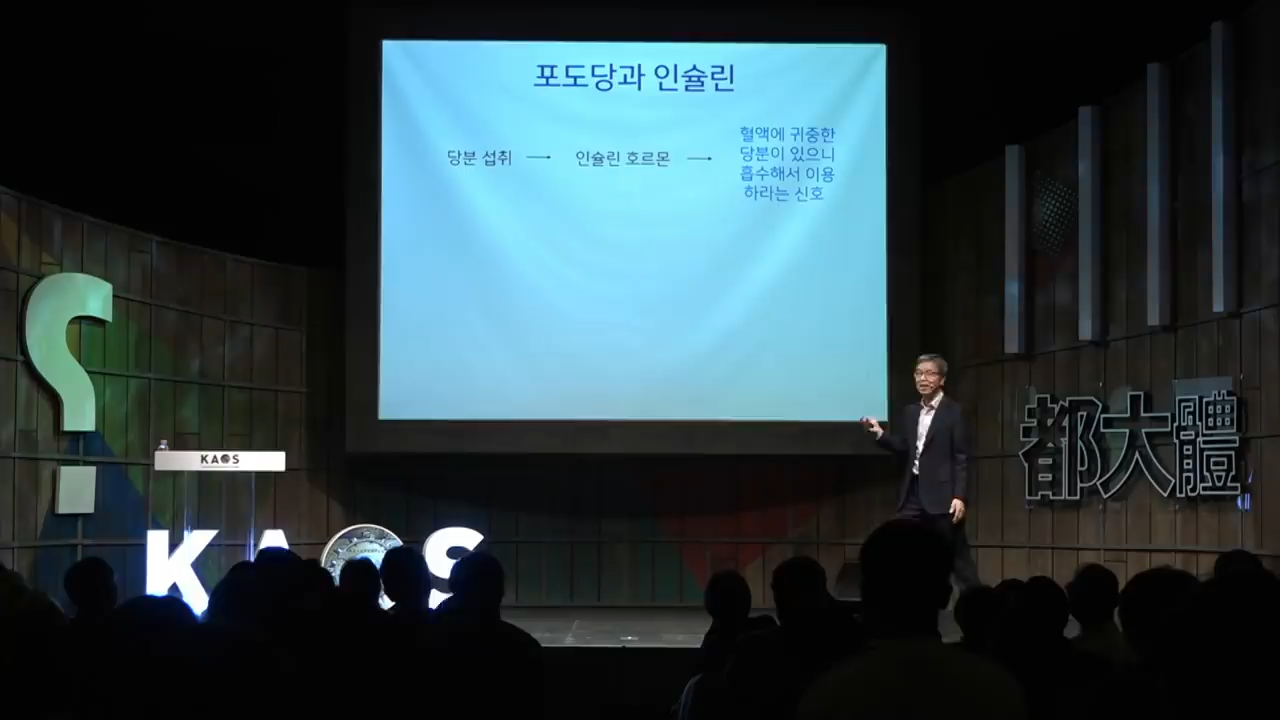 포도당과 인슐린
당분 섭취 → 인슐린 호르몬 →
혈액에 귀중한
당분이 있으니
흡수해서 이용
하라는 신호
?
KAOS
KAOS
都大體